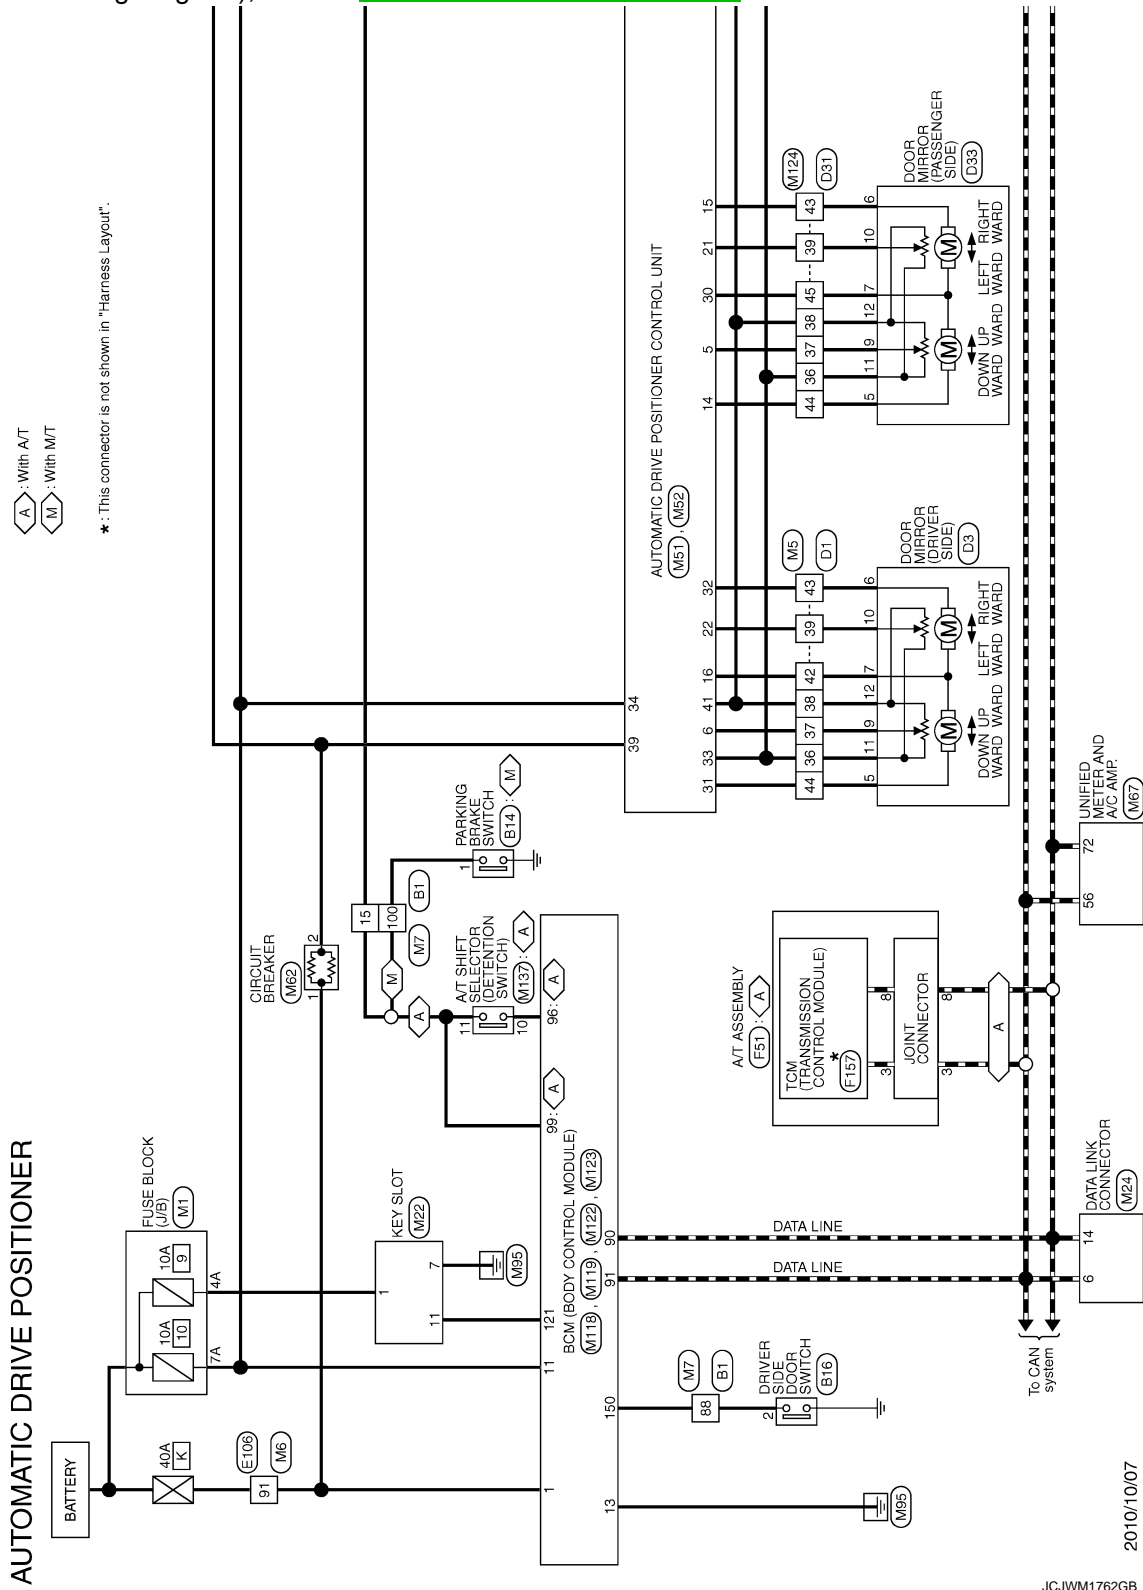 AUTOMATIC DRIVE POSITIONER
A : With A/T
M : With M/T
* : This connector is not shown in "Harness Layout".
BATTERY
40A
K
E106
M6
91
FUSE BLOCK
(J/B)
M1
10A
10
10A
9
7A
4A
KEY SLOT
M22
1
7
11
M95
CIRCUIT
BREAKER
M62
1
2
15
100
M7
B1
M
A
PARKING
BRAKE
SWITCH
B14 : M
1
A/T SHIFT
SELECTOR
(DETENTION
SWITCH)
M137 : A
11
10
1
11
121
99: A
96: A
BCM (BODY CONTROL MODULE)
M118 , M119 , M122 , M123
13
150
91
90
M95
M7
B1
88
DRIVER
SIDE
DOOR
SWITCH
B16
2
DATA LINE
DATA LINE
To CAN
system
DATA LINK
CONNECTOR
M24
6
14
A/T ASSEMBLY
F51 : A
TCM
(TRANSMISSION
CONTROL MODULE)
*
F157
3
8
JOINT
CONNECTOR
3
8
A
UNIFIED
METER AND
A/C AMP.
M67
56
72
39
34
AUTOMATIC DRIVE POSITIONER CONTROL UNIT
M51 , M52
31
33
6
41
16
22
32
44
36
37
38
42
39
43
M5
D1
5
11
9
12
7
10
6
DOOR
MIRROR
(DRIVER
SIDE)
D3
M
M
DOWN UP
WARD WARD
LEFT RIGHT
WARD WARD
14
5
30
21
15
44
36
37
38
45
39
43
M124
D31
5
11
9
12
7
10
6
DOOR
MIRROR
(PASSENGER
SIDE)
D33
M
M
DOWN UP
WARD WARD
LEFT RIGHT
WARD WARD
2010/10/07
JCJWM1762GB